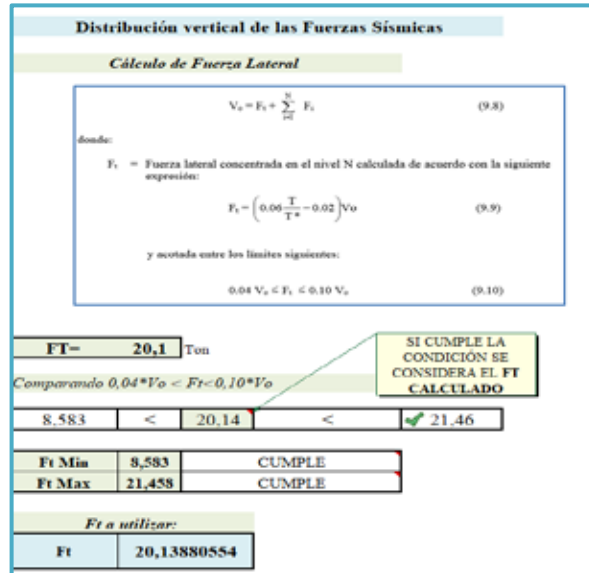 Distribución vertical de las Fuerzas Sísmicas
Cálculo de Fuerza Lateral
V₀ = Fₜ + N ∑ i=1 Fᵢ (9.8)
donde:
Fₜ = Fuerza lateral concentrada en el nivel N calculada de acuerdo con la siguiente
expresión:
Fₜ = (0.06 T/T* − 0.02) Vo (9.9)
y acotada entre los límites siguientes:
0.04 V₀ ≤ Fₜ ≤ 0.10 V₀ (9.10)
SI CUMPLE LA
CONDICIÓN SE
CONSIDERA EL FT
CALCULADO
FT= 20,1 Ton
Comparando 0,04*Vo < Ft<0,10*Vo
8,583 < 20,14 < ✔ 21,46
Ft Min 8,583 CUMPLE
Ft Max 21,458 CUMPLE
Ft a utilizar:
Ft 20,13880554